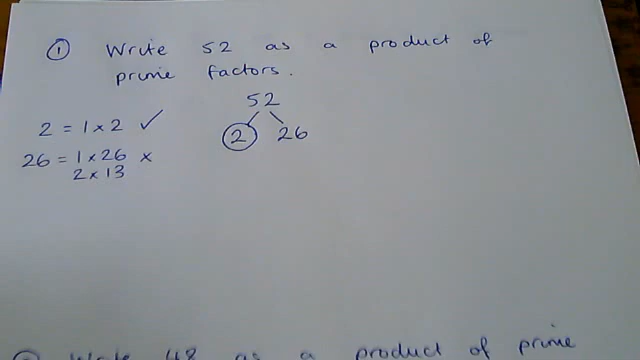 ① Write 52 as a product of
prime factors.
52
2 26
2 = 1 x 2 ✓
26 = 1 x 26 x
2 x 13
Write 48 as a product of prime